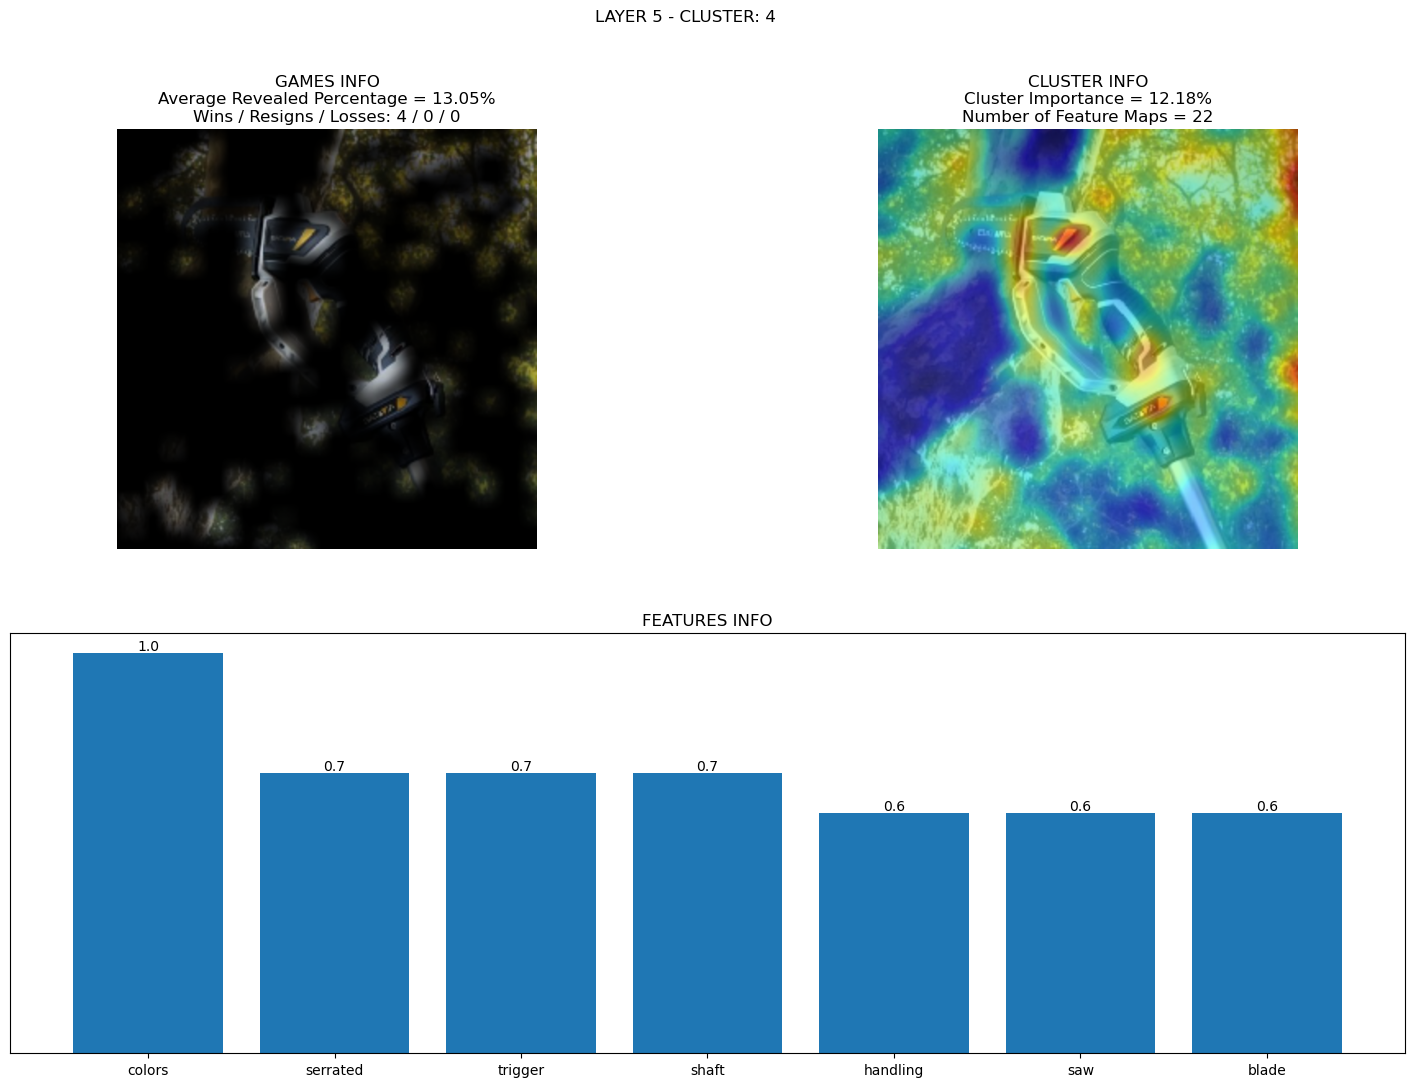 LAYER 5 - CLUSTER: 4
GAMES INFO
Average Revealed Percentage = 13.05%
Wins / Resigns / Losses: 4 / 0 / 0
CLUSTER INFO
Cluster Importance = 12.18%
Number of Feature Maps = 22
FEATURES INFO
1.0
0.7
0.7
0.7
0.6
0.6
0.6
colors
serrated
trigger
shaft
handling
saw
blade